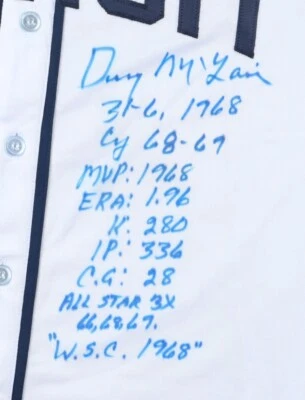 Denny McLain
31-6, 1968
Cy 68-69
MVP: 1968
ERA: 1.96
K: 280
IP: 336
C.G: 28
ALL STAR 3X
66,68,69.
"W.S.C. 1968"